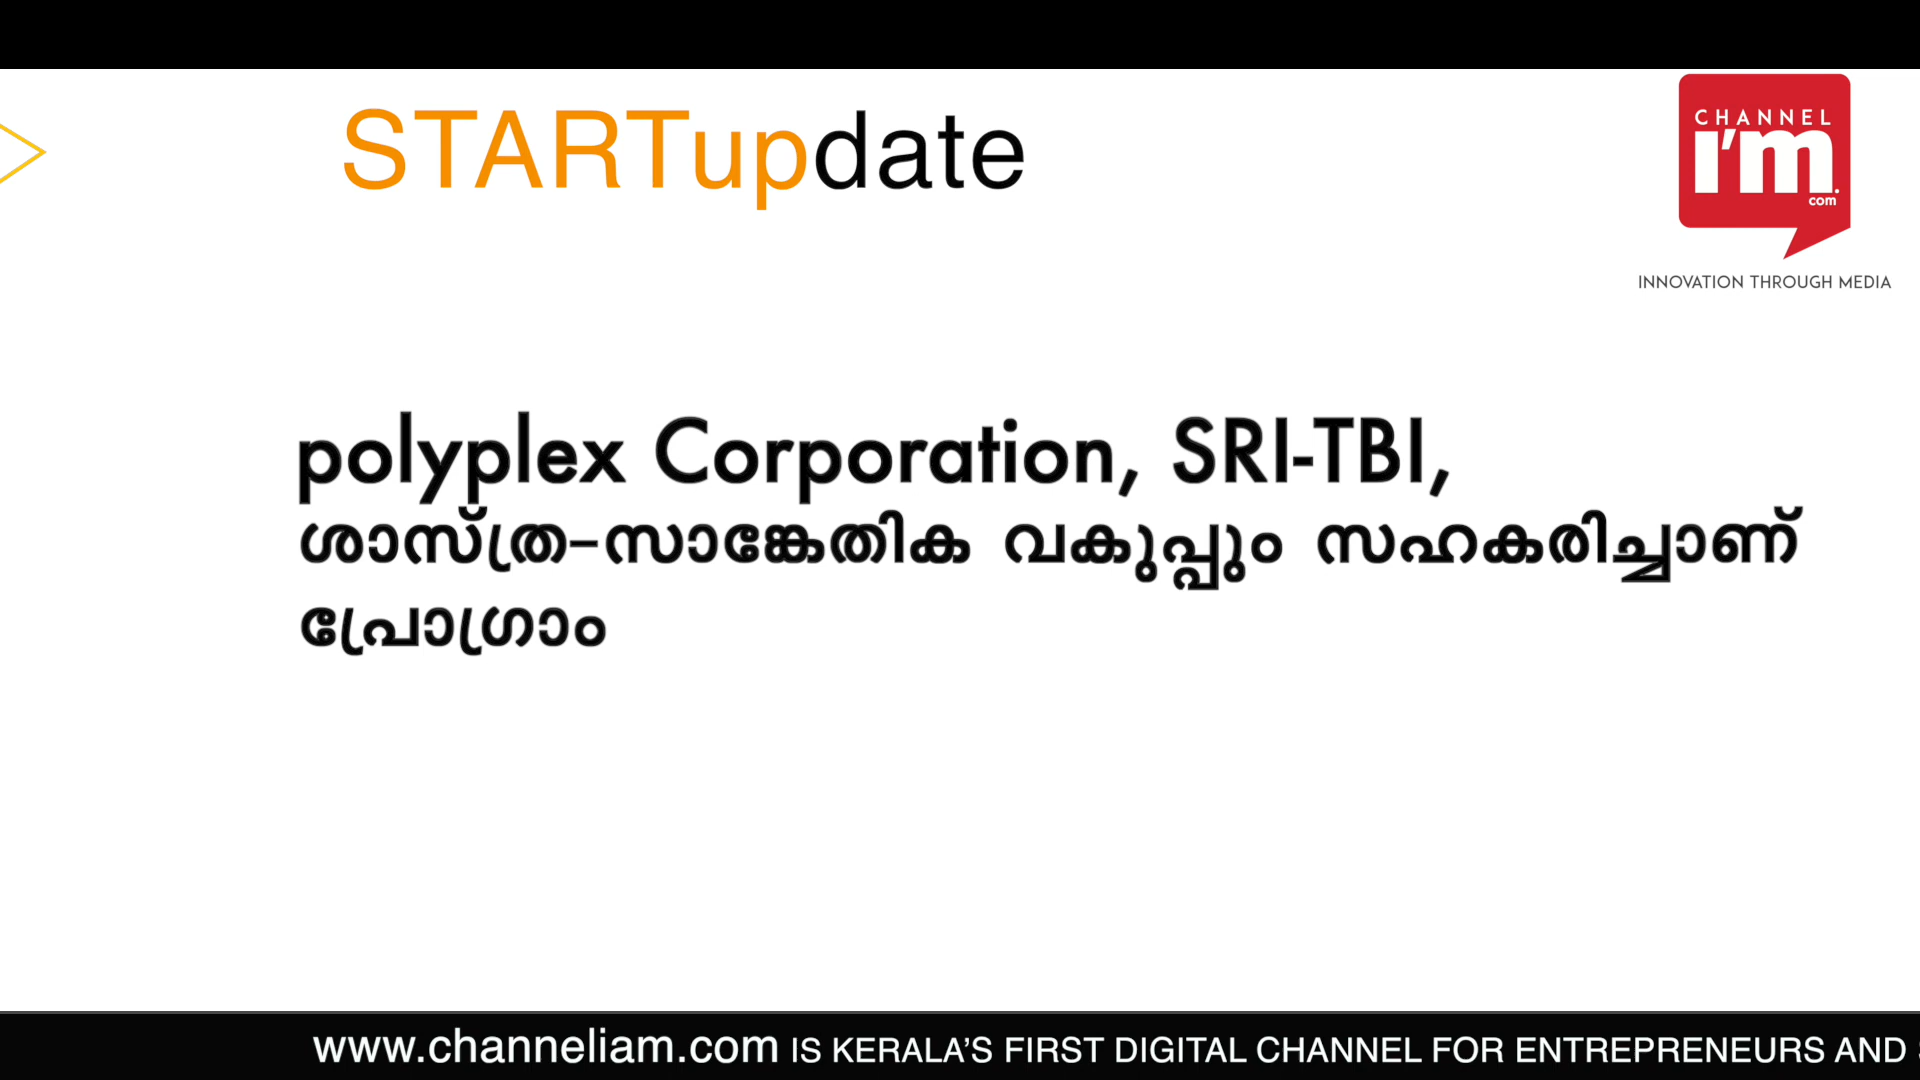 STARTupdate
CHANNEL
I'm.
com
INNOVATION THROUGH MEDIA
polyplex Corporation, SRI-TBI,
ശാസ്ത്ര-സാങ്കേതിക വകുപ്പും സഹകരിച്ചാണ്
പ്രോഗ്രാം
www.channeliam.com IS KERALA'S FIRST DIGITAL CHANNEL FOR ENTREPRENEURS AND